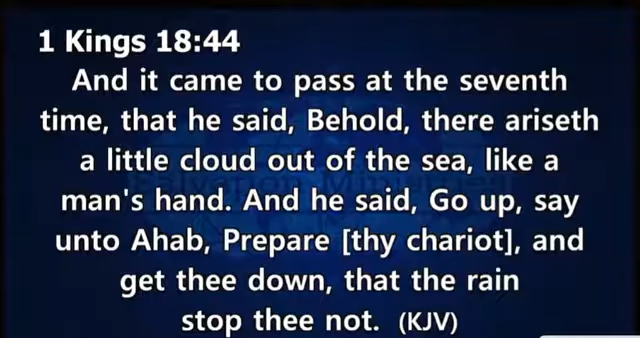 1 Kings 18:44
And it came to pass at the seventh
time, that he said, Behold, there ariseth
a little cloud out of the sea, like a
man's hand. And he said, Go up, say
unto Ahab, Prepare [thy chariot], and
get thee down, that the rain
stop thee not. (KJV)